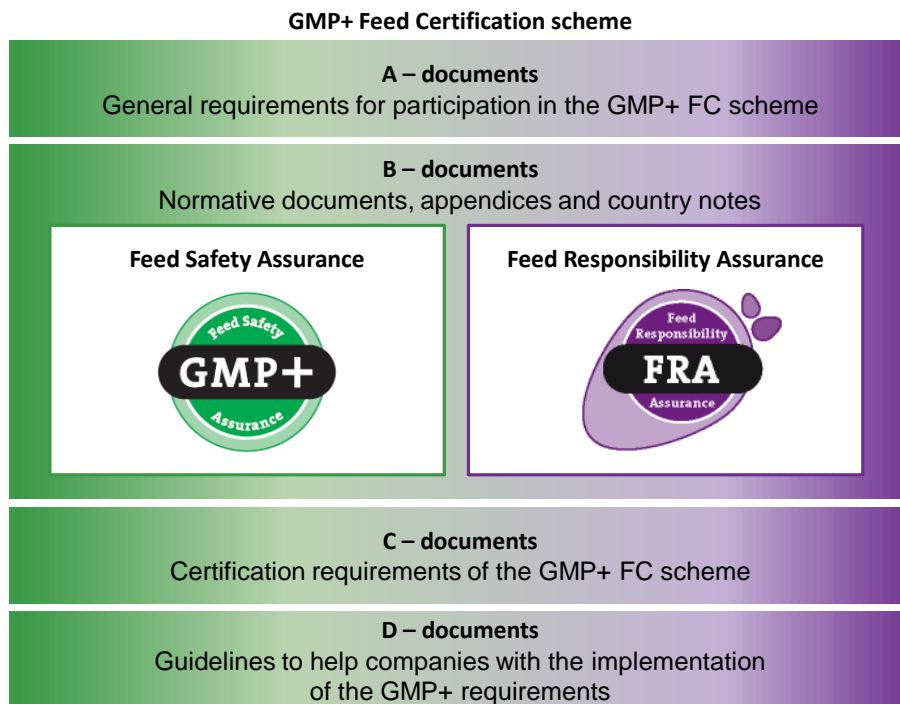 GMP+ Feed Certification scheme
A – documents
General requirements for participation in the GMP+ FC scheme
B – documents
Normative documents, appendices and country notes
Feed Safety Assurance
Feed Safety
GMP+
Assurance
Feed Responsibility Assurance
Feed
Responsibility
FRA
Assurance
C – documents
Certification requirements of the GMP+ FC scheme
D – documents
Guidelines to help companies with the implementation
of the GMP+ requirements